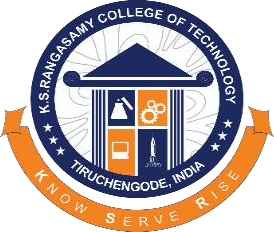 K.S.RANGASAMY COLLEGE OF TECHNOLOGY
TIRUCHENGODE, INDIA
KNOW SERVE RISE